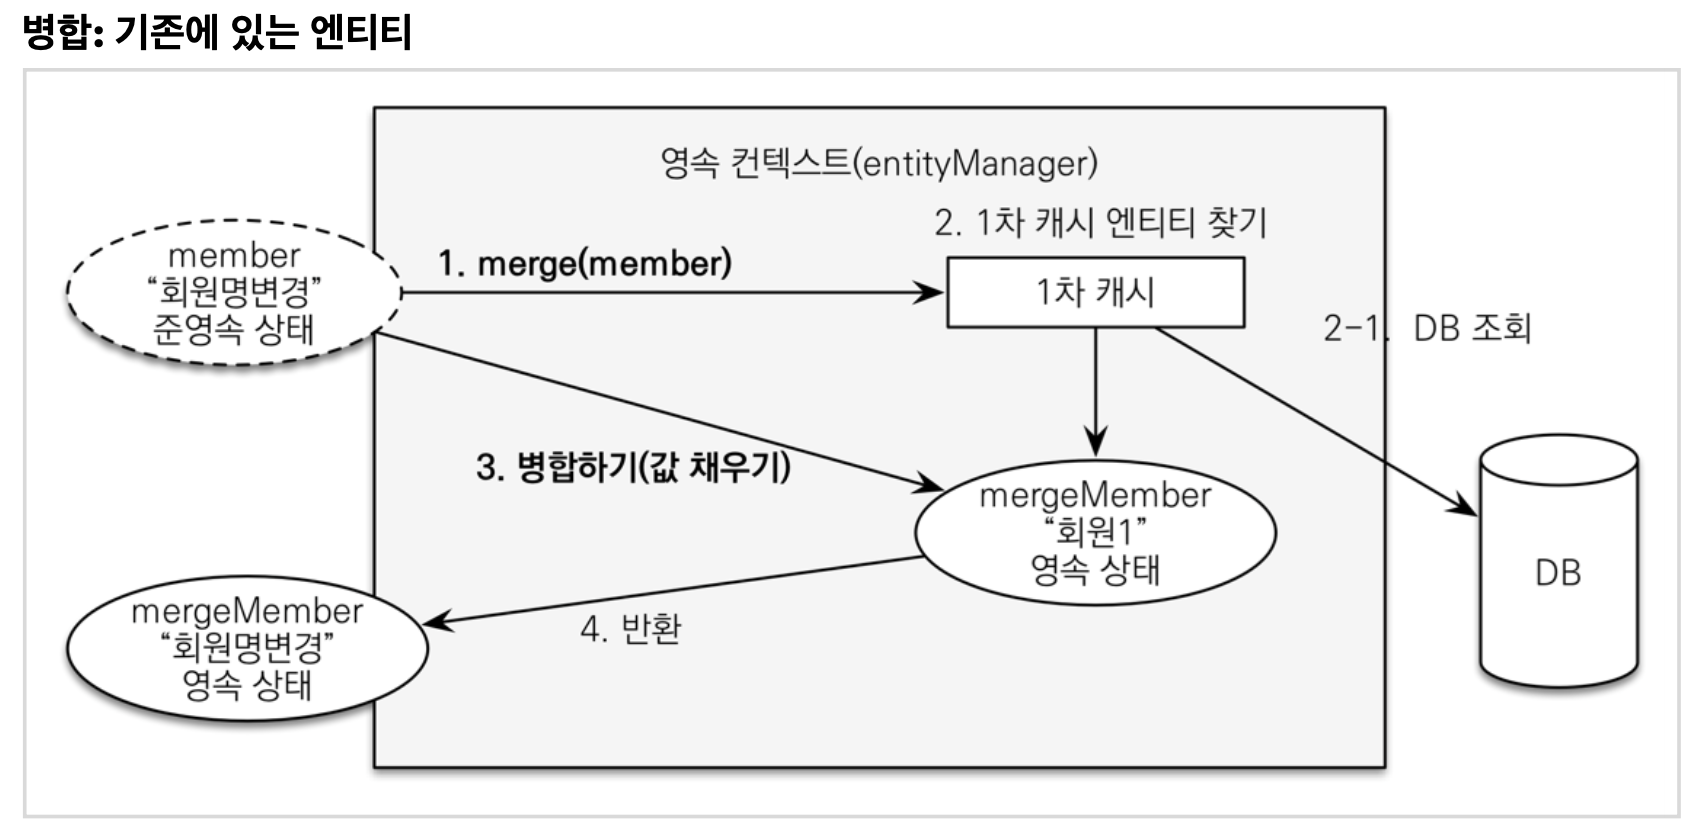 병합: 기존에 있는 엔티티
영속 컨텍스트(entityManager)
2. 1차 캐시 엔티티 찾기
member
“회원명변경”
준영속 상태
1. merge(member)
1차 캐시
2-1. DB 조회
3. 병합하기(값 채우기)
mergeMember
“회원1”
영속 상태
DB
mergeMember
“회원명변경”
영속 상태
4. 반환